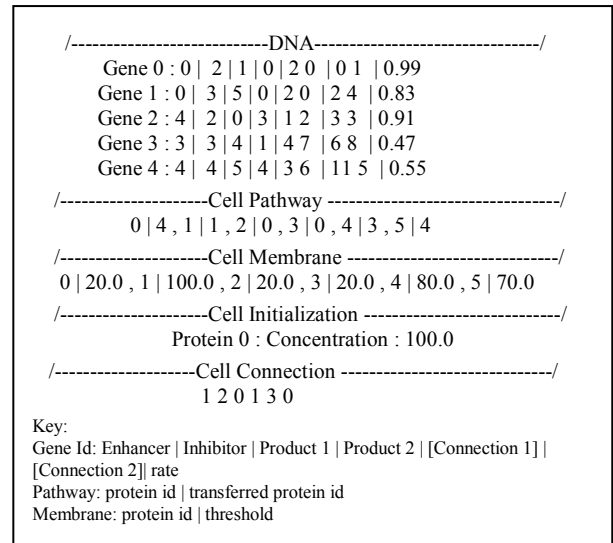 /----------------------------DNA--------------------------------/
Gene 0 : 0 | 2 | 1 | 0 | 2 0 | 0 1 | 0.99
Gene 1 : 0 | 3 | 5 | 0 | 2 0 | 2 4 | 0.83
Gene 2 : 4 | 2 | 0 | 3 | 1 2 | 3 3 | 0.91
Gene 3 : 3 | 3 | 4 | 1 | 4 7 | 6 8 | 0.47
Gene 4 : 4 | 4 | 5 | 4 | 3 6 | 11 5 | 0.55
/---------------------Cell Pathway ---------------------------------/
0 | 4 , 1 | 1 , 2 | 0 , 3 | 0 , 4 | 3 , 5 | 4
/---------------------Cell Membrane ------------------------------/
0 | 20.0 , 1 | 100.0 , 2 | 20.0 , 3 | 20.0 , 4 | 80.0 , 5 | 70.0
/---------------------Cell Initialization ----------------------------/
Protein 0 : Concentration : 100.0
/--------------------Cell Connection ------------------------------/
1 2 0 1 3 0
Key:
Gene Id: Enhancer | Inhibitor | Product 1 | Product 2 | [Connection 1] |
[Connection 2]| rate
Pathway: protein id | transferred protein id
Membrane: protein id | threshold